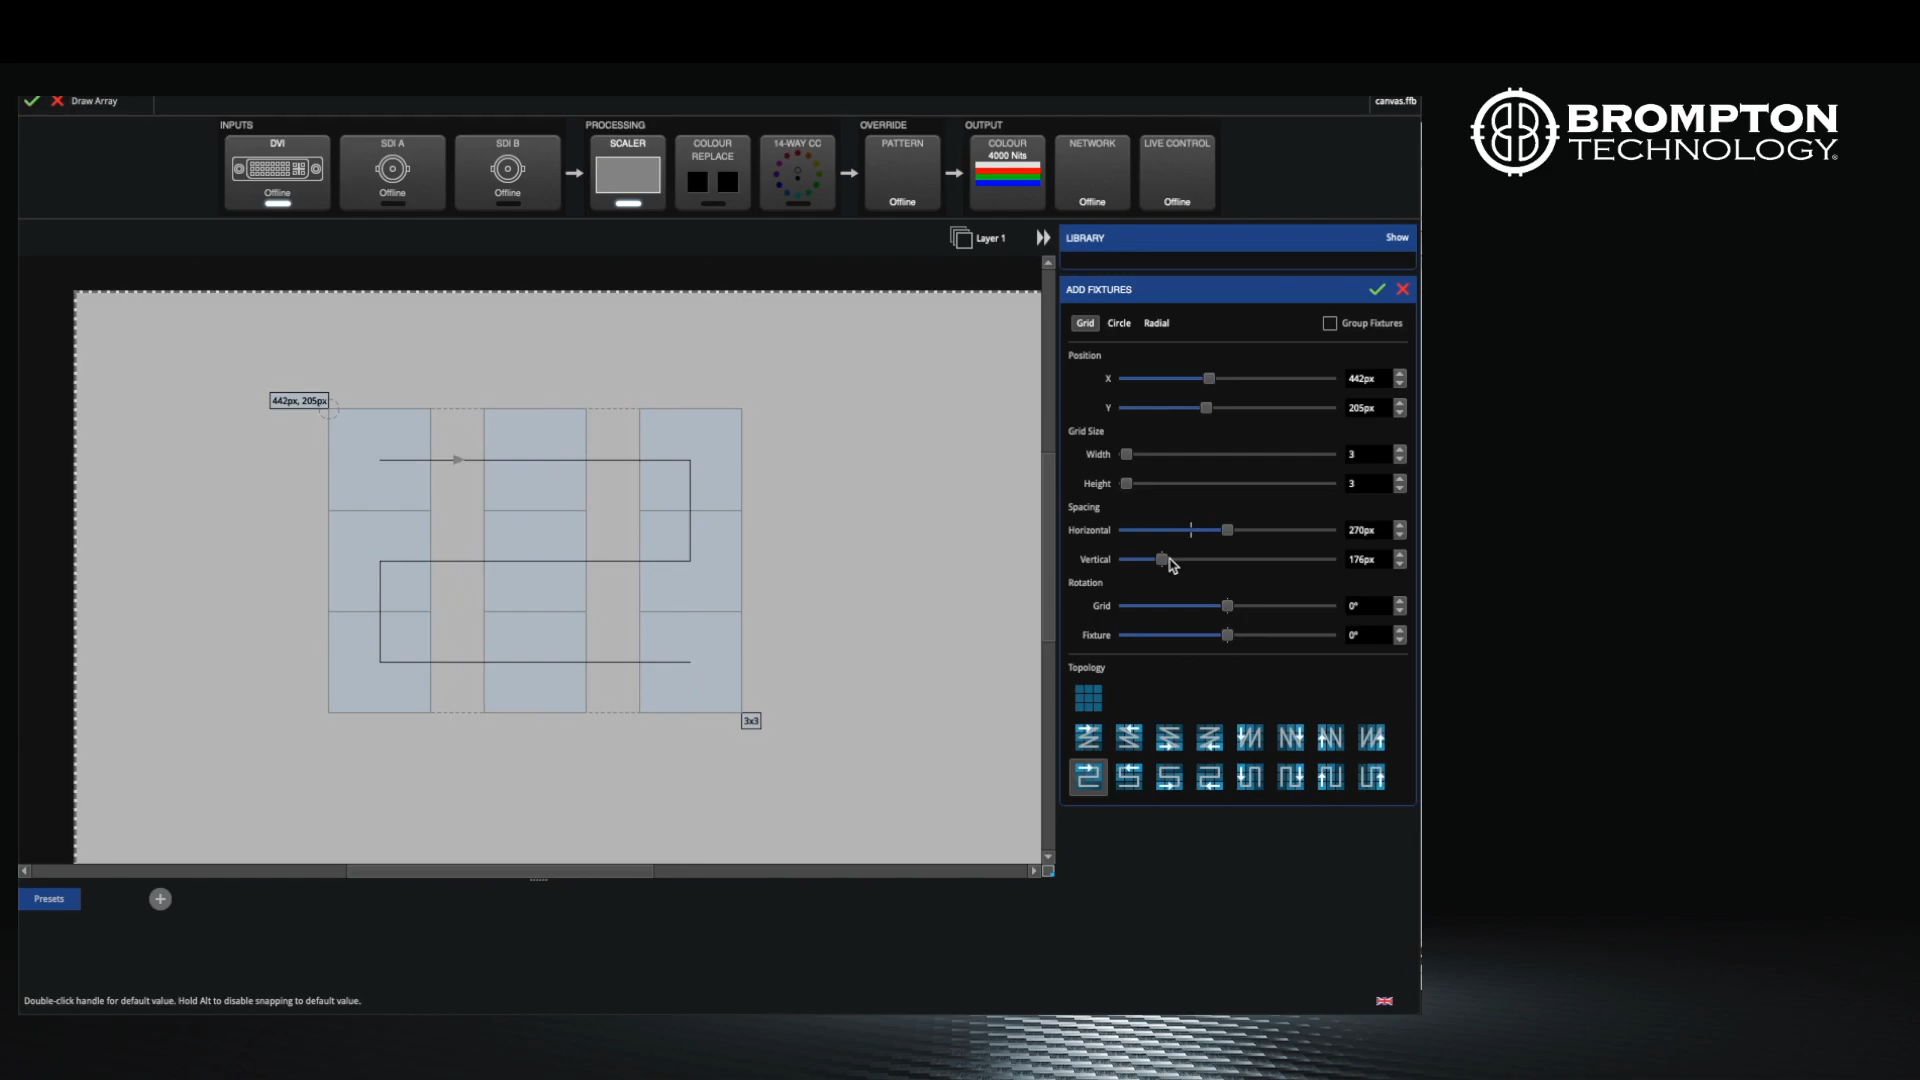 BROMPTON
TECHNOLOGY
Draw Array
canvas.ffb
INPUTS
PROCESSING
OVERRIDE
OUTPUT
DVI
SDI A
SDI B
SCALER
COLOUR
REPLACE
14-WAY CC
PATTERN
COLOUR
4000 Nits
NETWORK
LIVE CONTROL
Offline
Offline
Offline
Offline
Offline
Offline
Layer 1
LIBRARY
Show
ADD FIXTURES
Grid
Circle
Radial
Group Fixtures
Position
X
442px
Y
205px
Grid Size
Width
3
Height
3
Spacing
Horizontal
270px
Vertical
176px
Rotation
Grid
0°
Fixture
0°
Topology
442px, 205px
3x3
Presets
Double-click handle for default value. Hold Alt to disable snapping to default value.